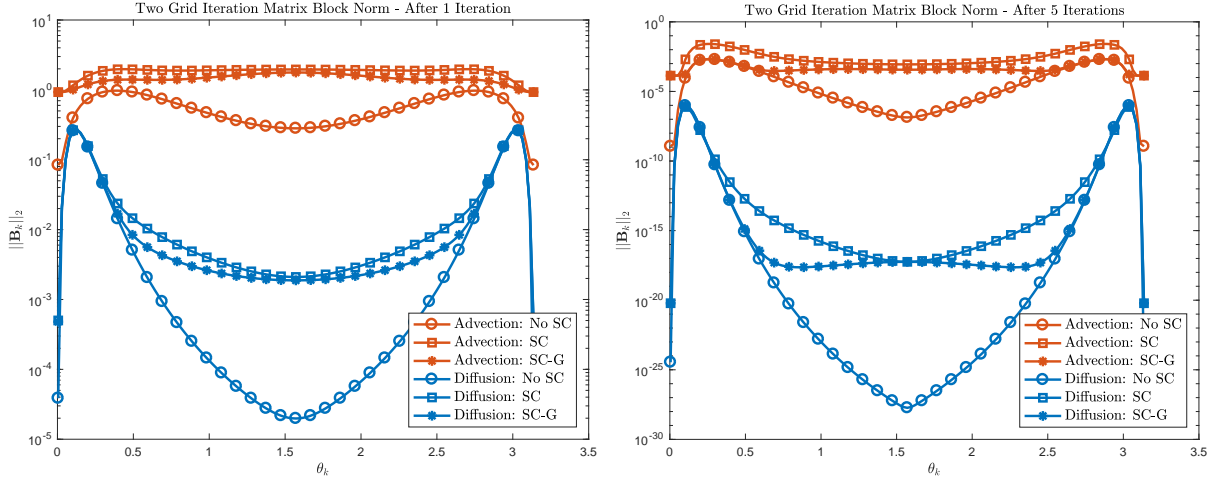 Two Grid Iteration Matrix Block Norm - After 1 Iteration
10^2
10^1
10^0
10^-1
10^-2
10^-3
10^-4
10^-5
||B_k||_2
0 0.5 1 1.5 2 2.5 3 3.5
θ_k
Advection: No SC
Advection: SC
Advection: SC-G
Diffusion: No SC
Diffusion: SC
Diffusion: SC-G
Two Grid Iteration Matrix Block Norm - After 5 Iterations
10^0
10^-5
10^-10
10^-15
10^-20
10^-25
10^-30
||B_k||_2
0 0.5 1 1.5 2 2.5 3 3.5
θ_k
Advection: No SC
Advection: SC
Advection: SC-G
Diffusion: No SC
Diffusion: SC
Diffusion: SC-G